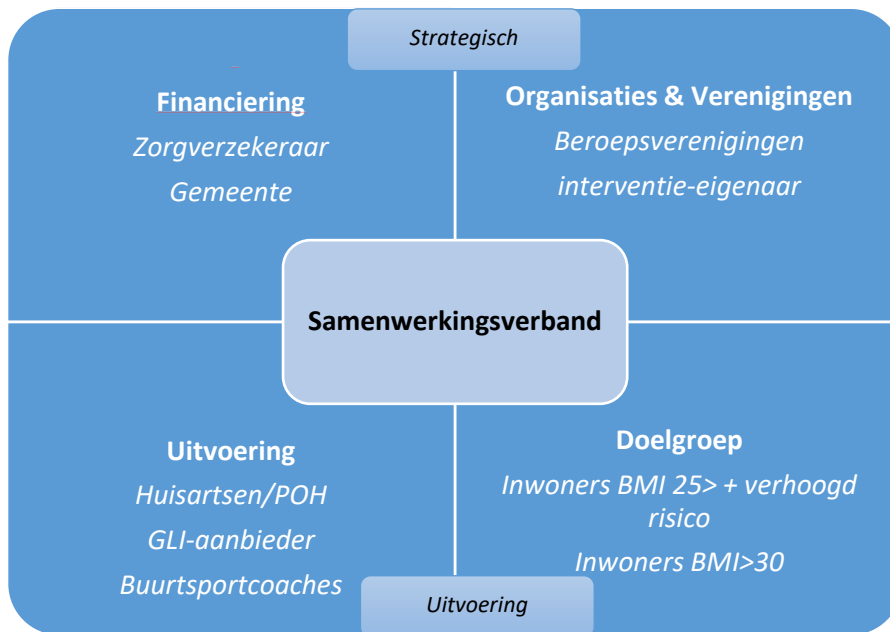 Strategisch
Financiering
Zorgverzekeraar
Gemeente
Organisaties & Verenigingen
Beroepsverenigingen
interventie-eigenaar
Samenwerkingsverband
Uitvoering
Huisartsen/POH
GLI-aanbieder
Buurtsportcoaches
Doelgroep
Inwoners BMI 25> + verhoogd
risico
Inwoners BMI>30
Uitvoering